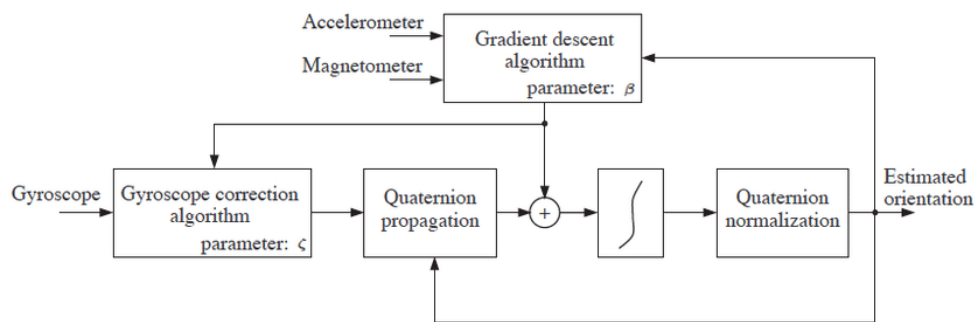 Accelerometer
Magnetometer
Gradient descent
algorithm
parameter: β
Gyroscope
Gyroscope correction
algorithm
parameter: ζ
Quaternion
propagation
+
Quaternion
normalization
Estimated
orientation